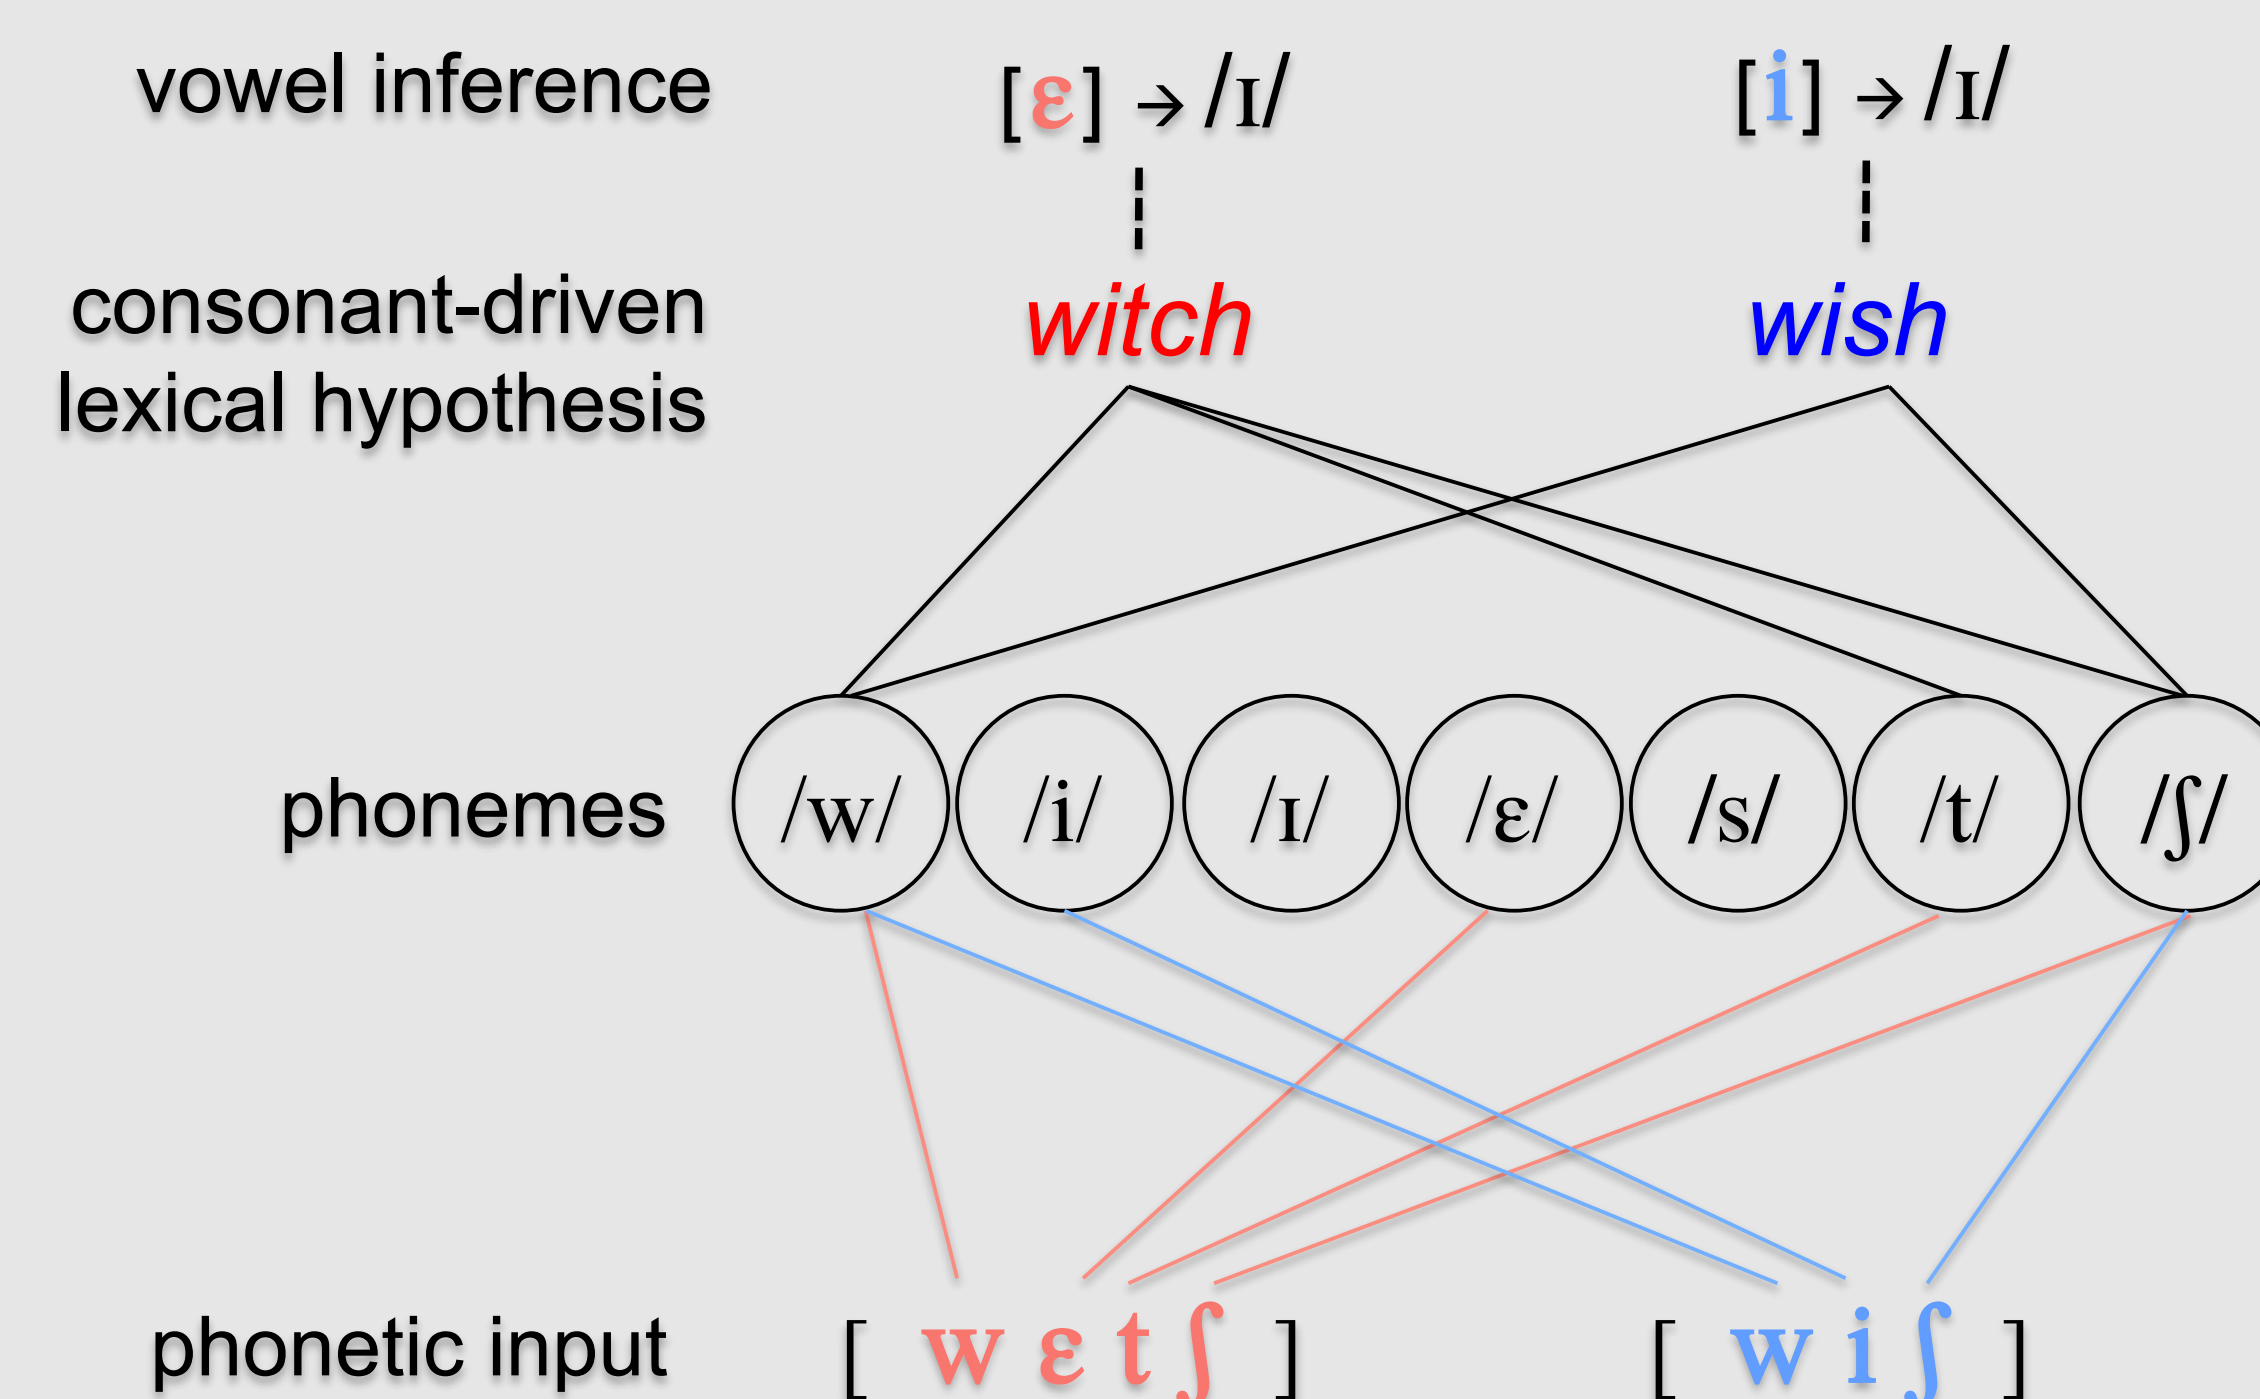 vowel inference [ɛ] → /ɪ/ [i] → /ɪ/
consonant-driven
lexical hypothesis
witch wish
phonemes /w/ /i/ /ɪ/ /ɛ/ /s/ /t/ /ʃ/
phonetic input [ w ɛ t ʃ ] [ w i ʃ ]